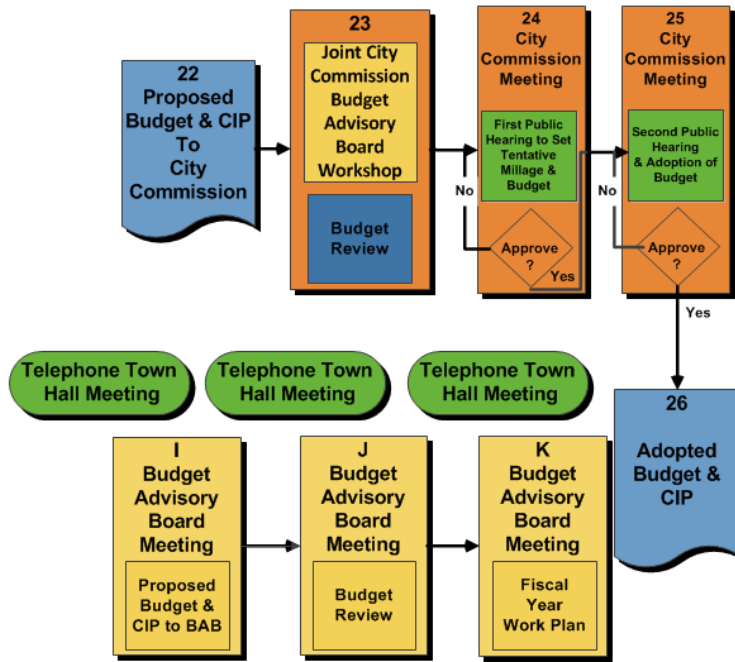 22
Proposed
Budget & CIP
To
City
Commission
23
Joint City
Commission
Budget
Advisory
Board
Workshop
Budget
Review
24
City
Commission
Meeting
First Public
Hearing to Set
Tentative
Millage &
Budget
No
Approve
?
Yes
25
City
Commission
Meeting
Second Public
Hearing
& Adoption of
Budget
No
Approve
?
Yes
26
Adopted
Budget &
CIP
Telephone Town
Hall Meeting
Telephone Town
Hall Meeting
Telephone Town
Hall Meeting
I
Budget
Advisory
Board
Meeting
Proposed
Budget &
CIP to BAB
J
Budget
Advisory
Board
Meeting
Budget
Review
K
Budget
Advisory
Board
Meeting
Fiscal
Year
Work Plan